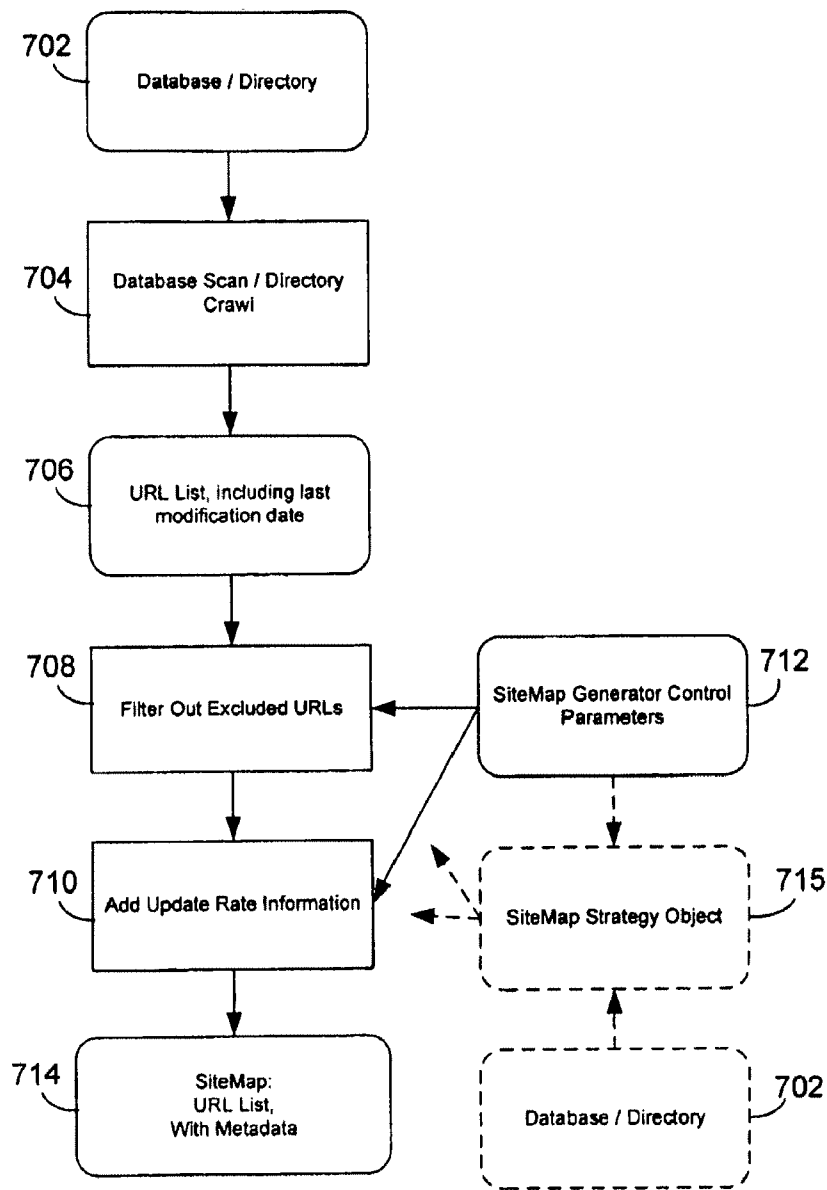 702
Database / Directory
704
Database Scan / Directory
Crawl
706
URL List, including last
modification date
708
Filter Out Excluded URLs
712
SiteMap Generator Control
Parameters
710
Add Update Rate Information
715
SiteMap Strategy Object
714
SiteMap:
URL List,
With Metadata
702
Database / Directory